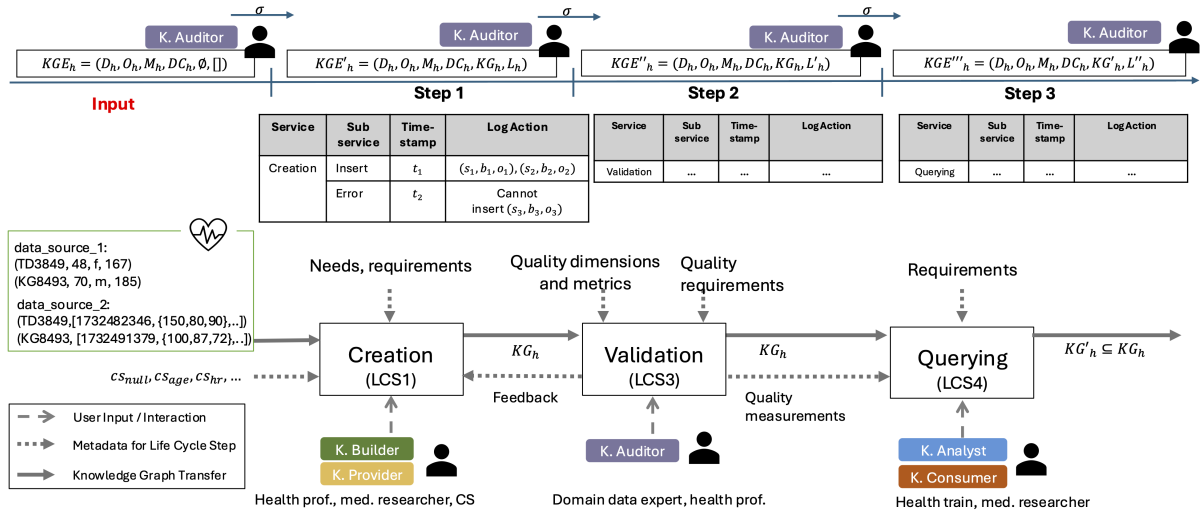 σ
σ
σ
K. Auditor
K. Auditor
K. Auditor
K. Auditor
KGE_h = (D_h, O_h, M_h, DC_h, ∅, [])
KGE'_h = (D_h, O_h, M_h, DC_h, KG_h, L_h)
KGE''_h = (D_h, O_h, M_h, DC_h, KG_h, L'_h)
KGE'''_h = (D_h, O_h, M_h, DC_h, KG'_h, L''_h)
Input
Step 1
Step 2
Step 3
Service Sub service Time-stamp LogAction
Creation Insert t_1 (s_1, b_1, o_1), (s_2, b_2, o_2)
Error t_2 Cannot
insert (s_3, b_3, o_3)
Service Sub service Time-stamp LogAction
Validation ... ... ...
Service Sub service Time-stamp LogAction
Querying ... ... ...
data_source_1:
(TD3849, 48, f, 167)
(KG8493, 70, m, 185)
data_source_2:
(TD3849,[1732482346, {150,80,90},..])
(KG8493, [1732491379, {100,87,72},..])
cs_null, cs_age, cs_hr, ...
Needs, requirements
Quality dimensions
and metrics
Quality
requirements
Requirements
Creation
(LCS1)
KG_h
Feedback
Validation
(LCS3)
KG_h
Quality
measurements
Querying
(LCS4)
KG'_h ⊆ KG_h
User Input / Interaction
Metadata for Life Cycle Step
Knowledge Graph Transfer
K. Builder
K. Provider
Health prof., med. researcher, CS
K. Auditor
Domain data expert, health prof.
K. Analyst
K. Consumer
Health train, med. researcher